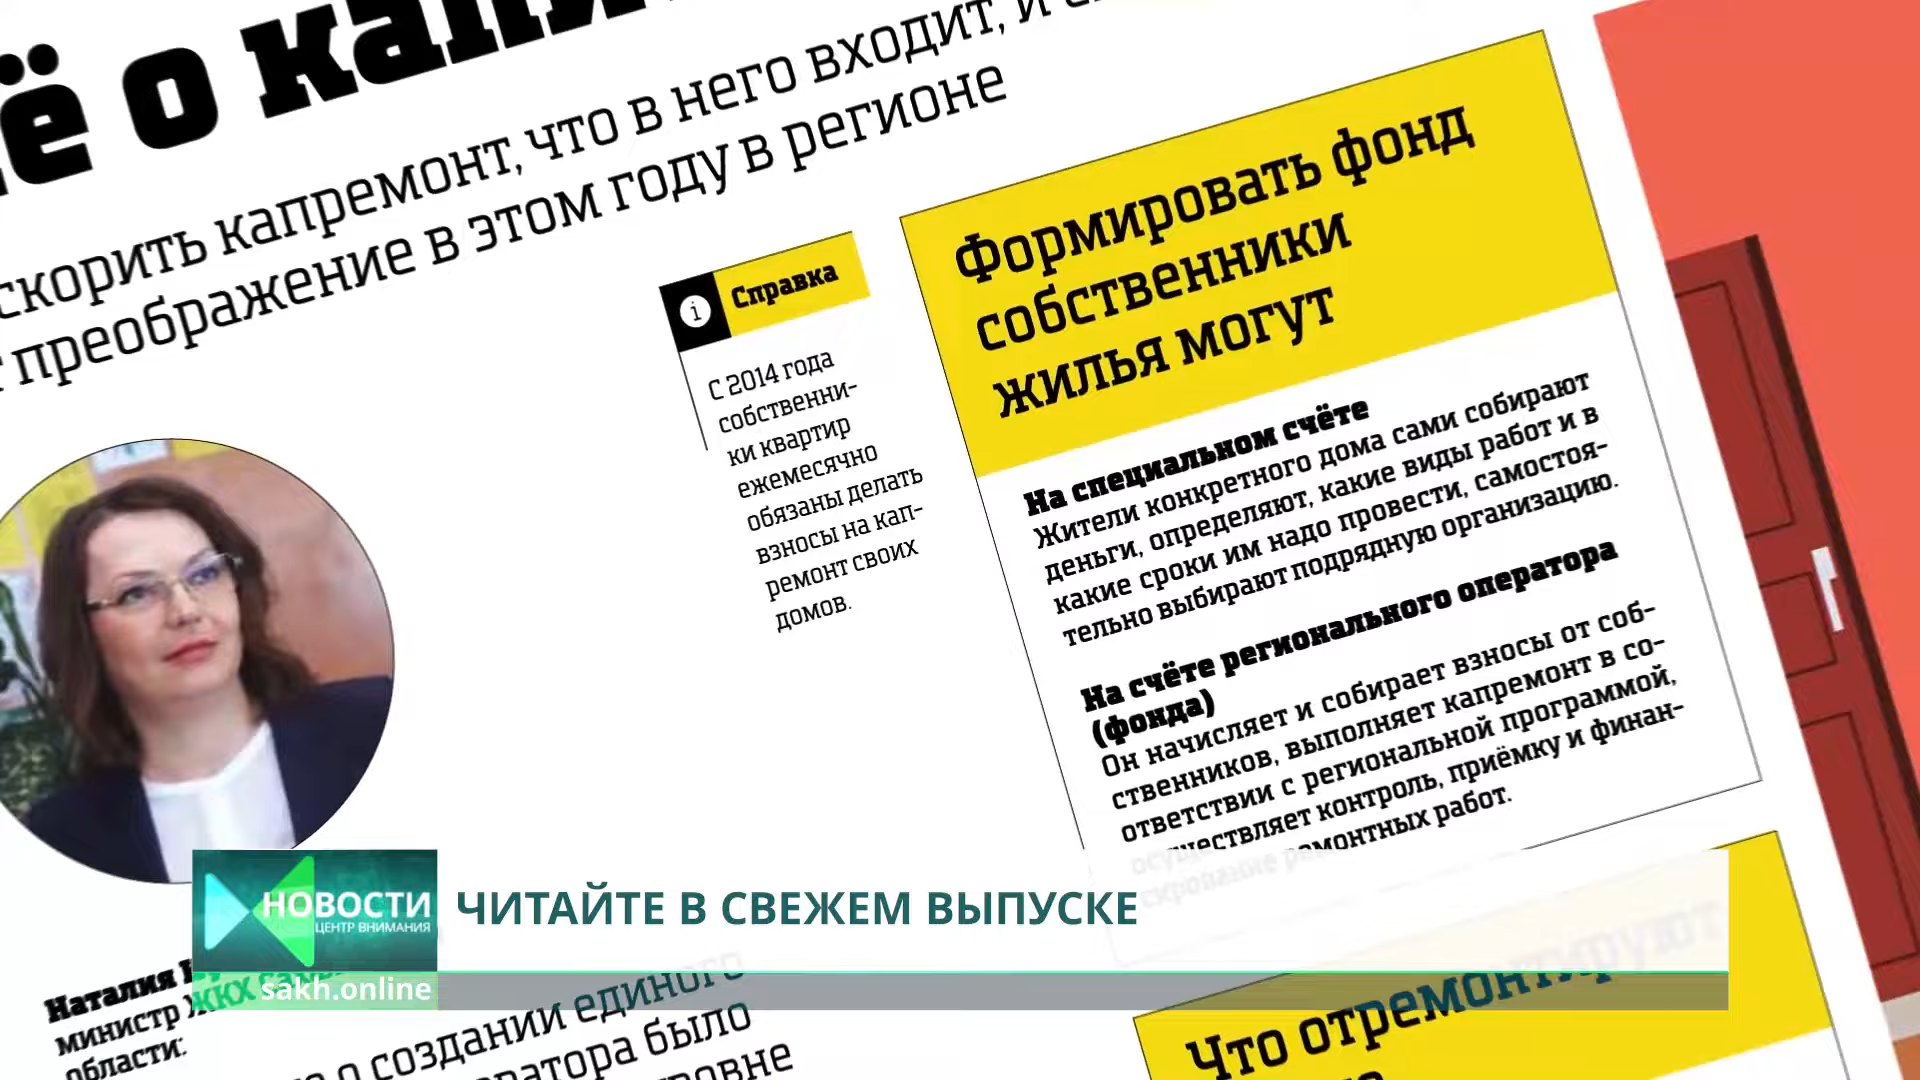 ё о
скорить капремонт, что в него входит, и
преображение в этом году в регионе
i Справка
С 2014 года
собственни-
ки квартир
ежемесячно
обязаны делать
взносы на кап-
ремонт своих
домов.
Формировать фонд
собственники
жилья могут
На специальном счёте
Жители конкретного дома сами собирают
деньги, определяют, какие виды работ и в
какие сроки им надо провести, самостоя-
тельно выбирают подрядную организацию.
На счёте регионального оператора
(фонда)
Он начисляет и собирает взносы от соб-
ственников, выполняет капремонт в со-
ответствии с региональной программой,
осуществляет контроль, приёмку и финан-
сирование ремонтных работ.
Что отремонтируют
Наталия
министр ЖКХ
области:
о создании единого
было
НОВОСТИ
ЦЕНТР ВНИМАНИЯ
ЧИТАЙТЕ В СВЕЖЕМ ВЫПУСКЕ
sakh.online